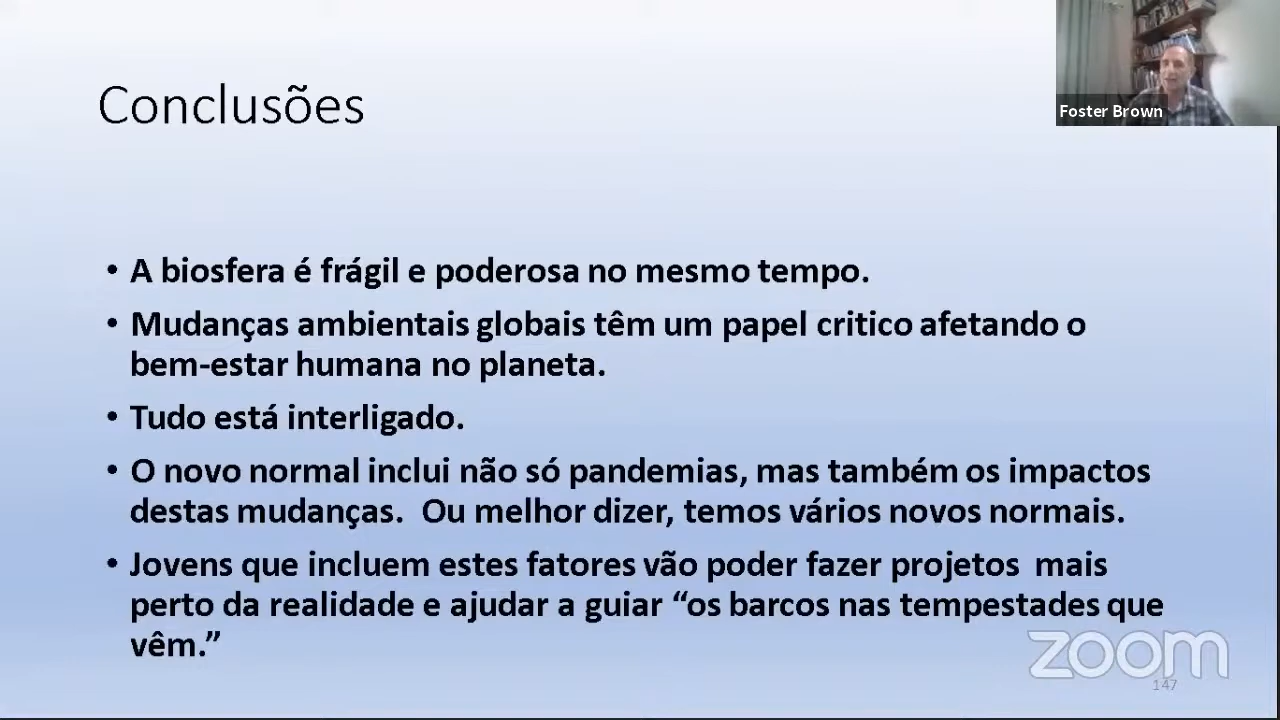 Foster Brown
Conclusões
• A biosfera é frágil e poderosa no mesmo tempo.
• Mudanças ambientais globais têm um papel critico afetando o
bem-estar humana no planeta.
• Tudo está interligado.
• O novo normal inclui não só pandemias, mas também os impactos
destas mudanças.  Ou melhor dizer, temos vários novos normais.
• Jovens que incluem estes fatores vão poder fazer projetos  mais
perto da realidade e ajudar a guiar “os barcos nas tempestades que
vêm.”
zoom
147